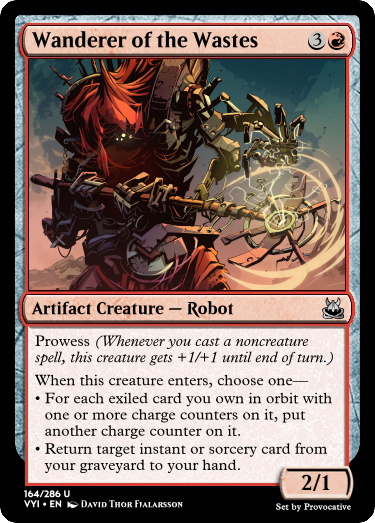 Wanderer of the Wastes 3
Artifact Creature — Robot
Prowess (Whenever you cast a noncreature
spell, this creature gets +1/+1 until end of turn.)
When this creature enters, choose one—
• For each exiled card you own in orbit with
one or more charge counters on it, put
another charge counter on it.
• Return target instant or sorcery card from
your graveyard to your hand.
2/1
164/286 U
VYI • EN David Thor Fjalarsson
Set by Provocative